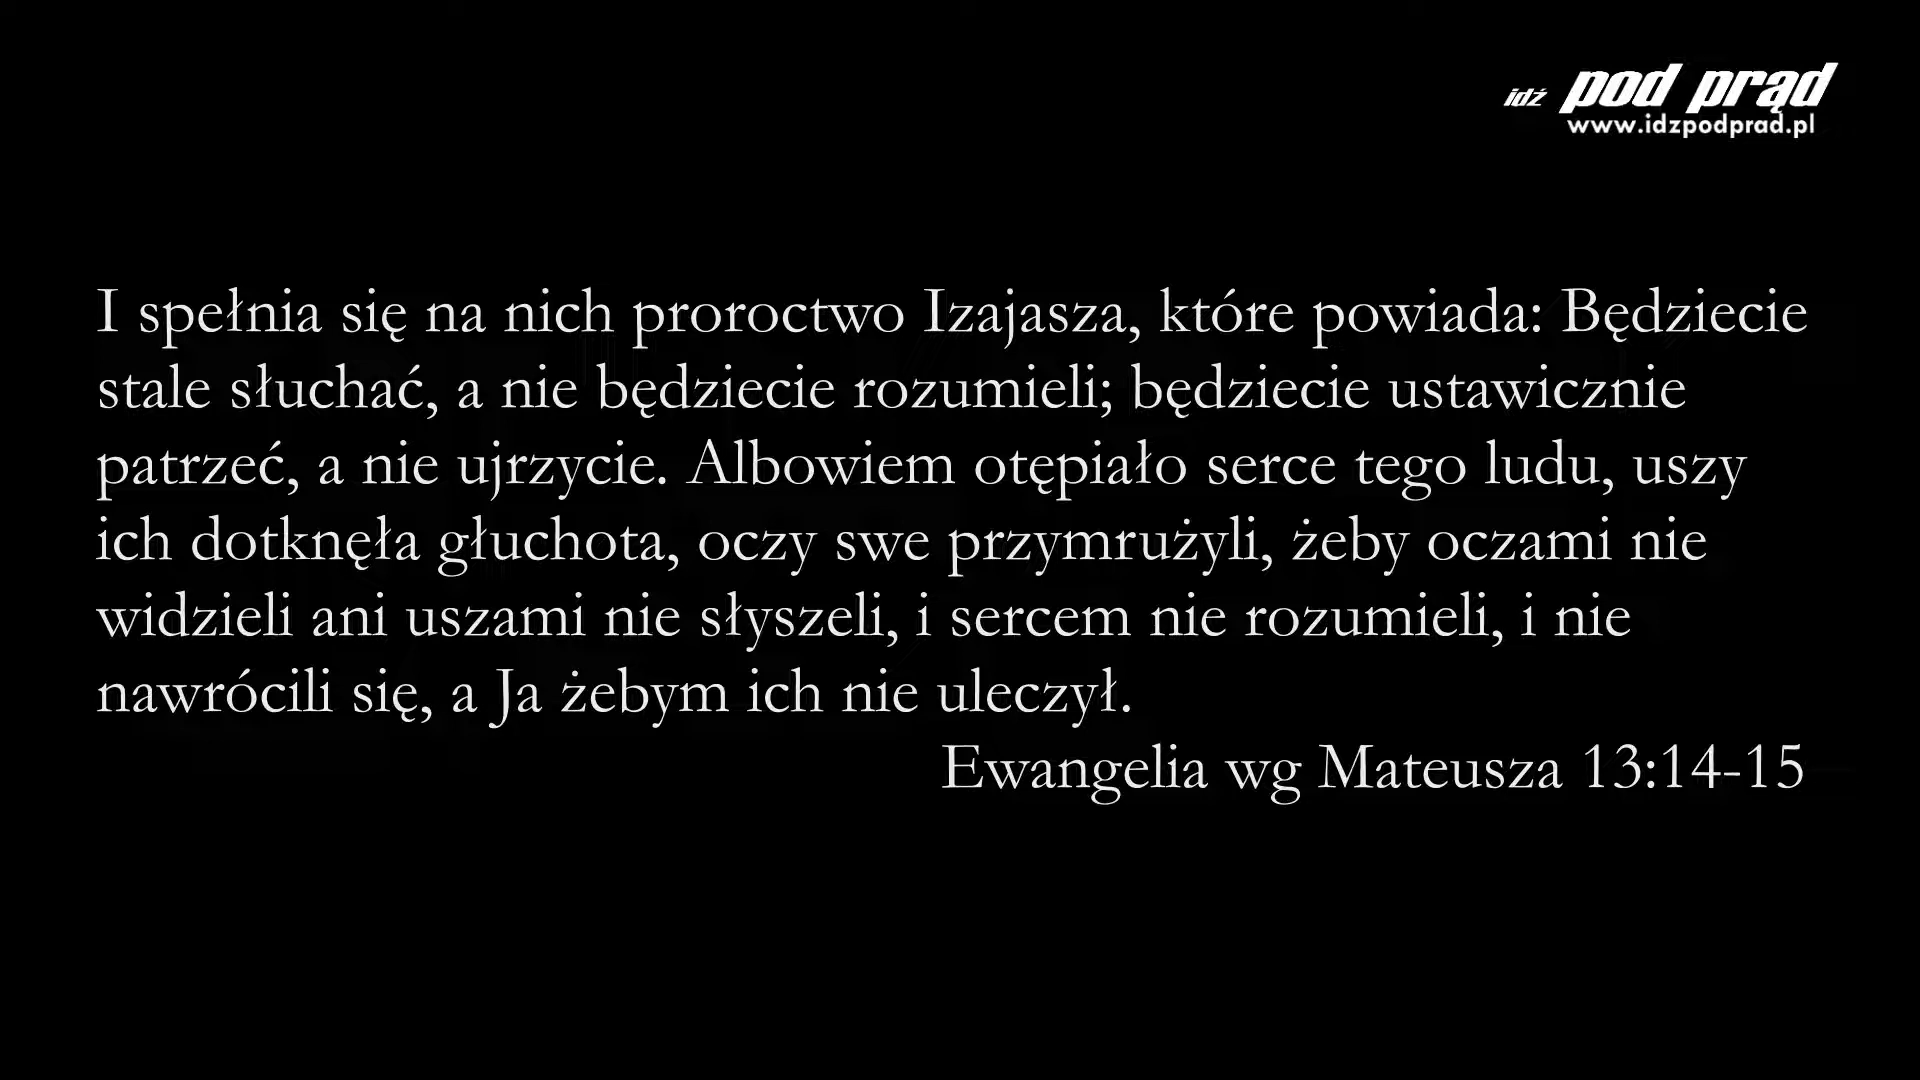 idź pod prąd
www.idzpodprad.pl
I spełnia się na nich proroctwo Izajasza, które powiada: Będziecie
stale słuchać, a nie będziecie rozumieli; będziecie ustawicznie
patrzeć, a nie ujrzycie. Albowiem otępiało serce tego ludu, uszy
ich dotknęła głuchota, oczy swe przymrużyli, żeby oczami nie
widzieli ani uszami nie słyszeli, i sercem nie rozumieli, i nie
nawrócili się, a Ja żebym ich nie uleczył.
Ewangelia wg Mateusza 13:14-15